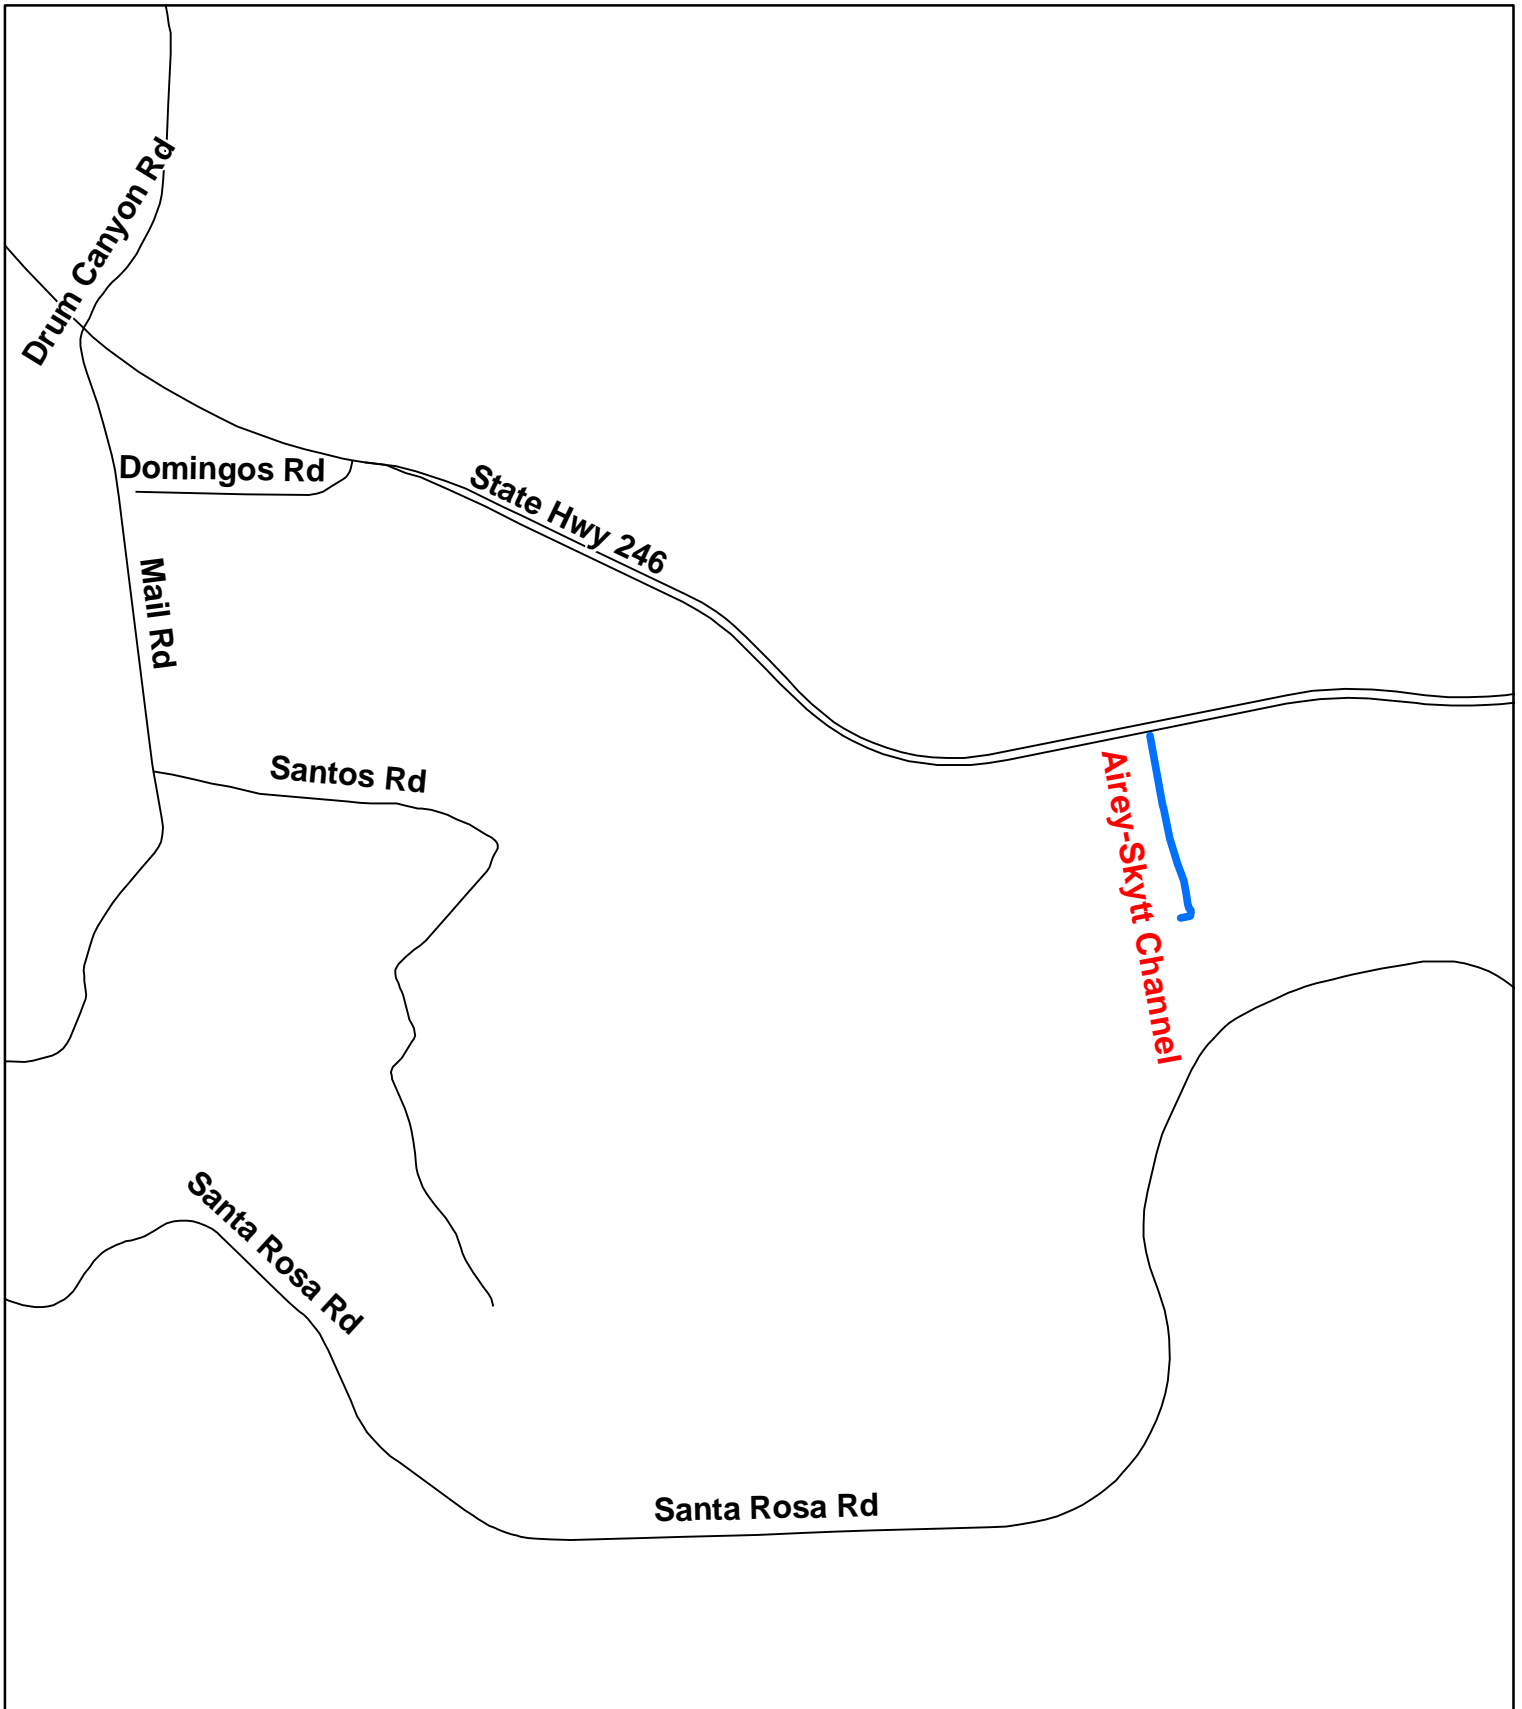 Drum Canyon Rd
Domingos Rd
State Hwy 246
Mail Rd
Santos Rd
Airey-Skytt Channel
Santa Rosa Rd
Santa Rosa Rd